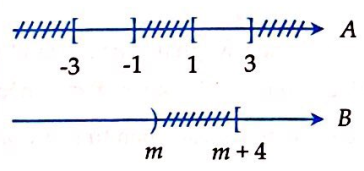 [ ] [ ] A
-3 -1 1 3
) [ B
m m + 4